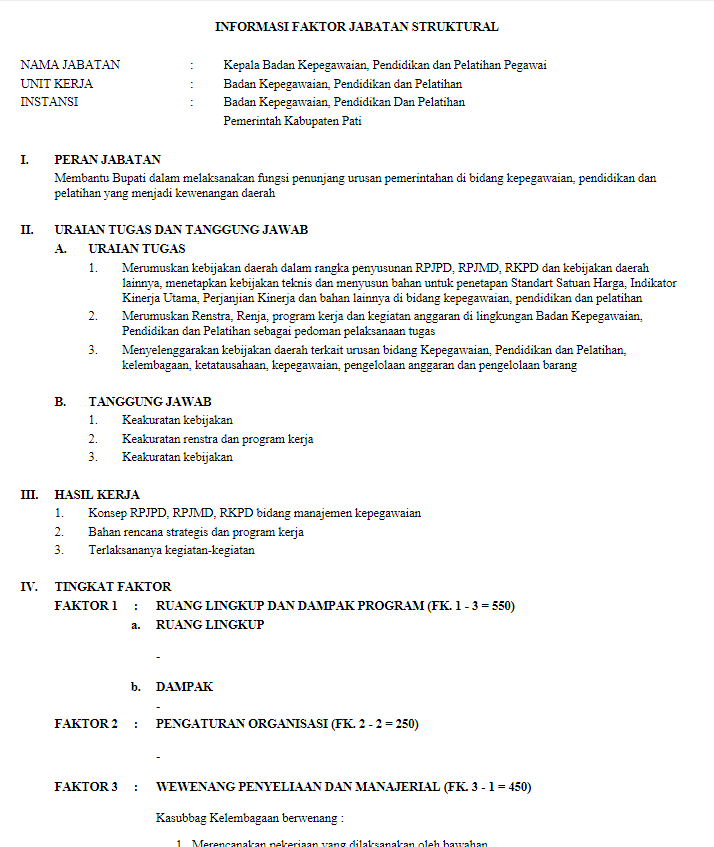 INFORMASI FAKTOR JABATAN STRUKTURAL
NAMA JABATAN : Kepala Badan Kepegawaian, Pendidikan dan Pelatihan Pegawai
UNIT KERJA : Badan Kepegawaian, Pendidikan dan Pelatihan
INSTANSI : Badan Kepegawaian, Pendidikan Dan Pelatihan
Pemerintah Kabupaten Pati
I. PERAN JABATAN
Membantu Bupati dalam melaksanakan fungsi penunjang urusan pemerintahan di bidang kepegawaian, pendidikan dan
pelatihan yang menjadi kewenangan daerah
II. URAIAN TUGAS DAN TANGGUNG JAWAB
A. URAIAN TUGAS
1. Merumuskan kebijakan daerah dalam rangka penyusunan RPJPD, RPJMD, RKPD dan kebijakan daerah
lainnya, menetapkan kebijakan teknis dan menyusun bahan untuk penetapan Standart Satuan Harga, Indikator
Kinerja Utama, Perjanjian Kinerja dan bahan lainnya di bidang kepegawaian, pendidikan dan pelatihan
2. Merumuskan Renstra, Renja, program kerja dan kegiatan anggaran di lingkungan Badan Kepegawaian,
Pendidikan dan Pelatihan sebagai pedoman pelaksanaan tugas
3. Menyelenggarakan kebijakan daerah terkait urusan bidang Kepegawaian, Pendidikan dan Pelatihan,
kelembagaan, ketatausahaan, kepegawaian, pengelolaan anggaran dan pengelolaan barang
B. TANGGUNG JAWAB
1. Keakuratan kebijakan
2. Keakuratan renstra dan program kerja
3. Keakuratan kebijakan
III. HASIL KERJA
1. Konsep RPJPD, RPJMD, RKPD bidang manajemen kepegawaian
2. Bahan rencana strategis dan program kerja
3. Terlaksananya kegiatan-kegiatan
IV. TINGKAT FAKTOR
FAKTOR 1 : RUANG LINGKUP DAN DAMPAK PROGRAM (FK. 1 - 3 = 550)
a. RUANG LINGKUP
-
b. DAMPAK
-
FAKTOR 2 : PENGATURAN ORGANISASI (FK. 2 - 2 = 250)
-
FAKTOR 3 : WEWENANG PENYELIAAN DAN MANAJERIAL (FK. 3 - 1 = 450)
Kasubbag Kelembagaan berwenang :
1. Merencanakan pekerjaan yang dilaksanakan oleh bawahan